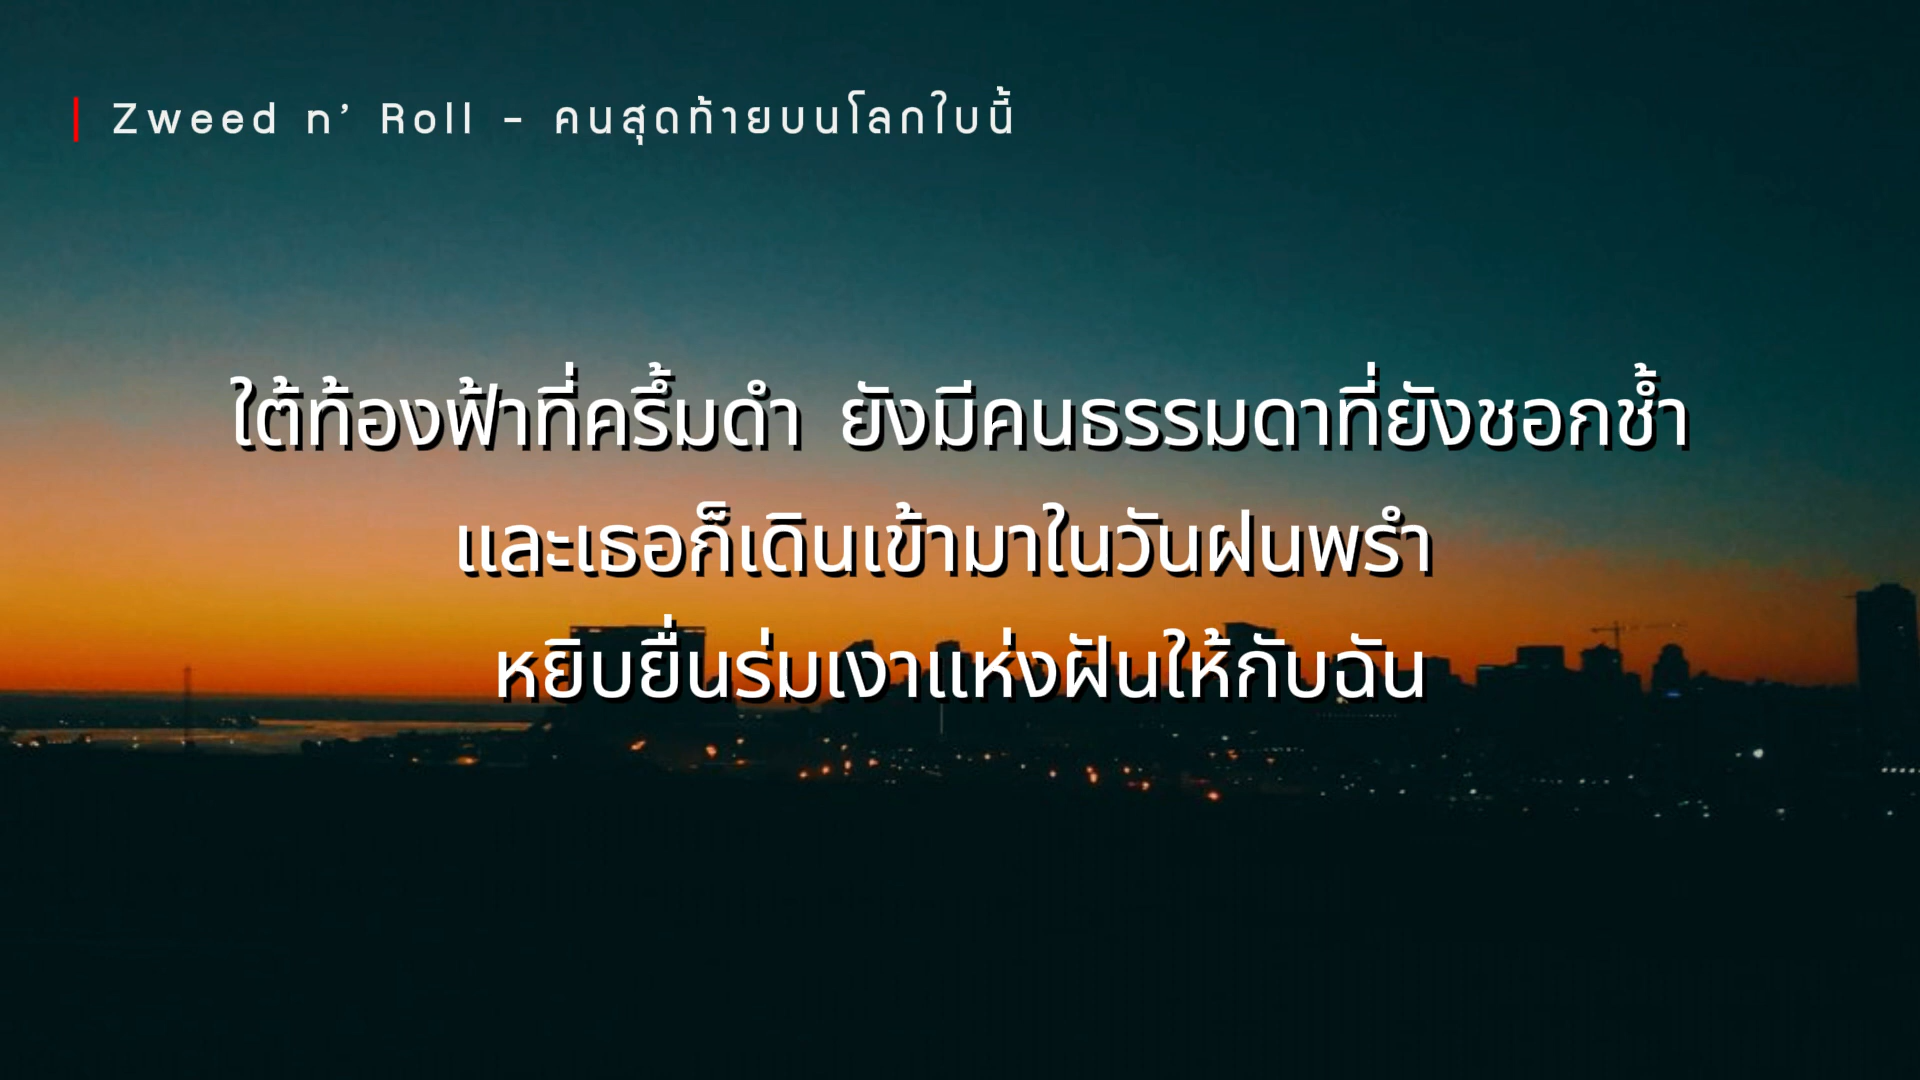 Zweed n’ Roll - คนสุดท้ายบนโลกใบนี้
ใต้ท้องฟ้าที่ครึ้มดำ ยังมีคนธรรมดาที่ยังชอกช้ำ
และเธอก็เดินเข้ามาในวันฝนพรำ
หยิบยื่นร่มเงาแห่งฝันให้กับฉัน